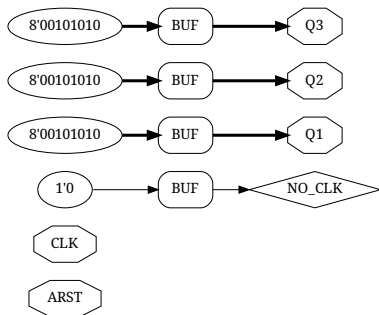 8'00101010 BUF Q3
8'00101010 BUF Q2
8'00101010 BUF Q1
1'0 BUF NO_CLK
CLK
ARST